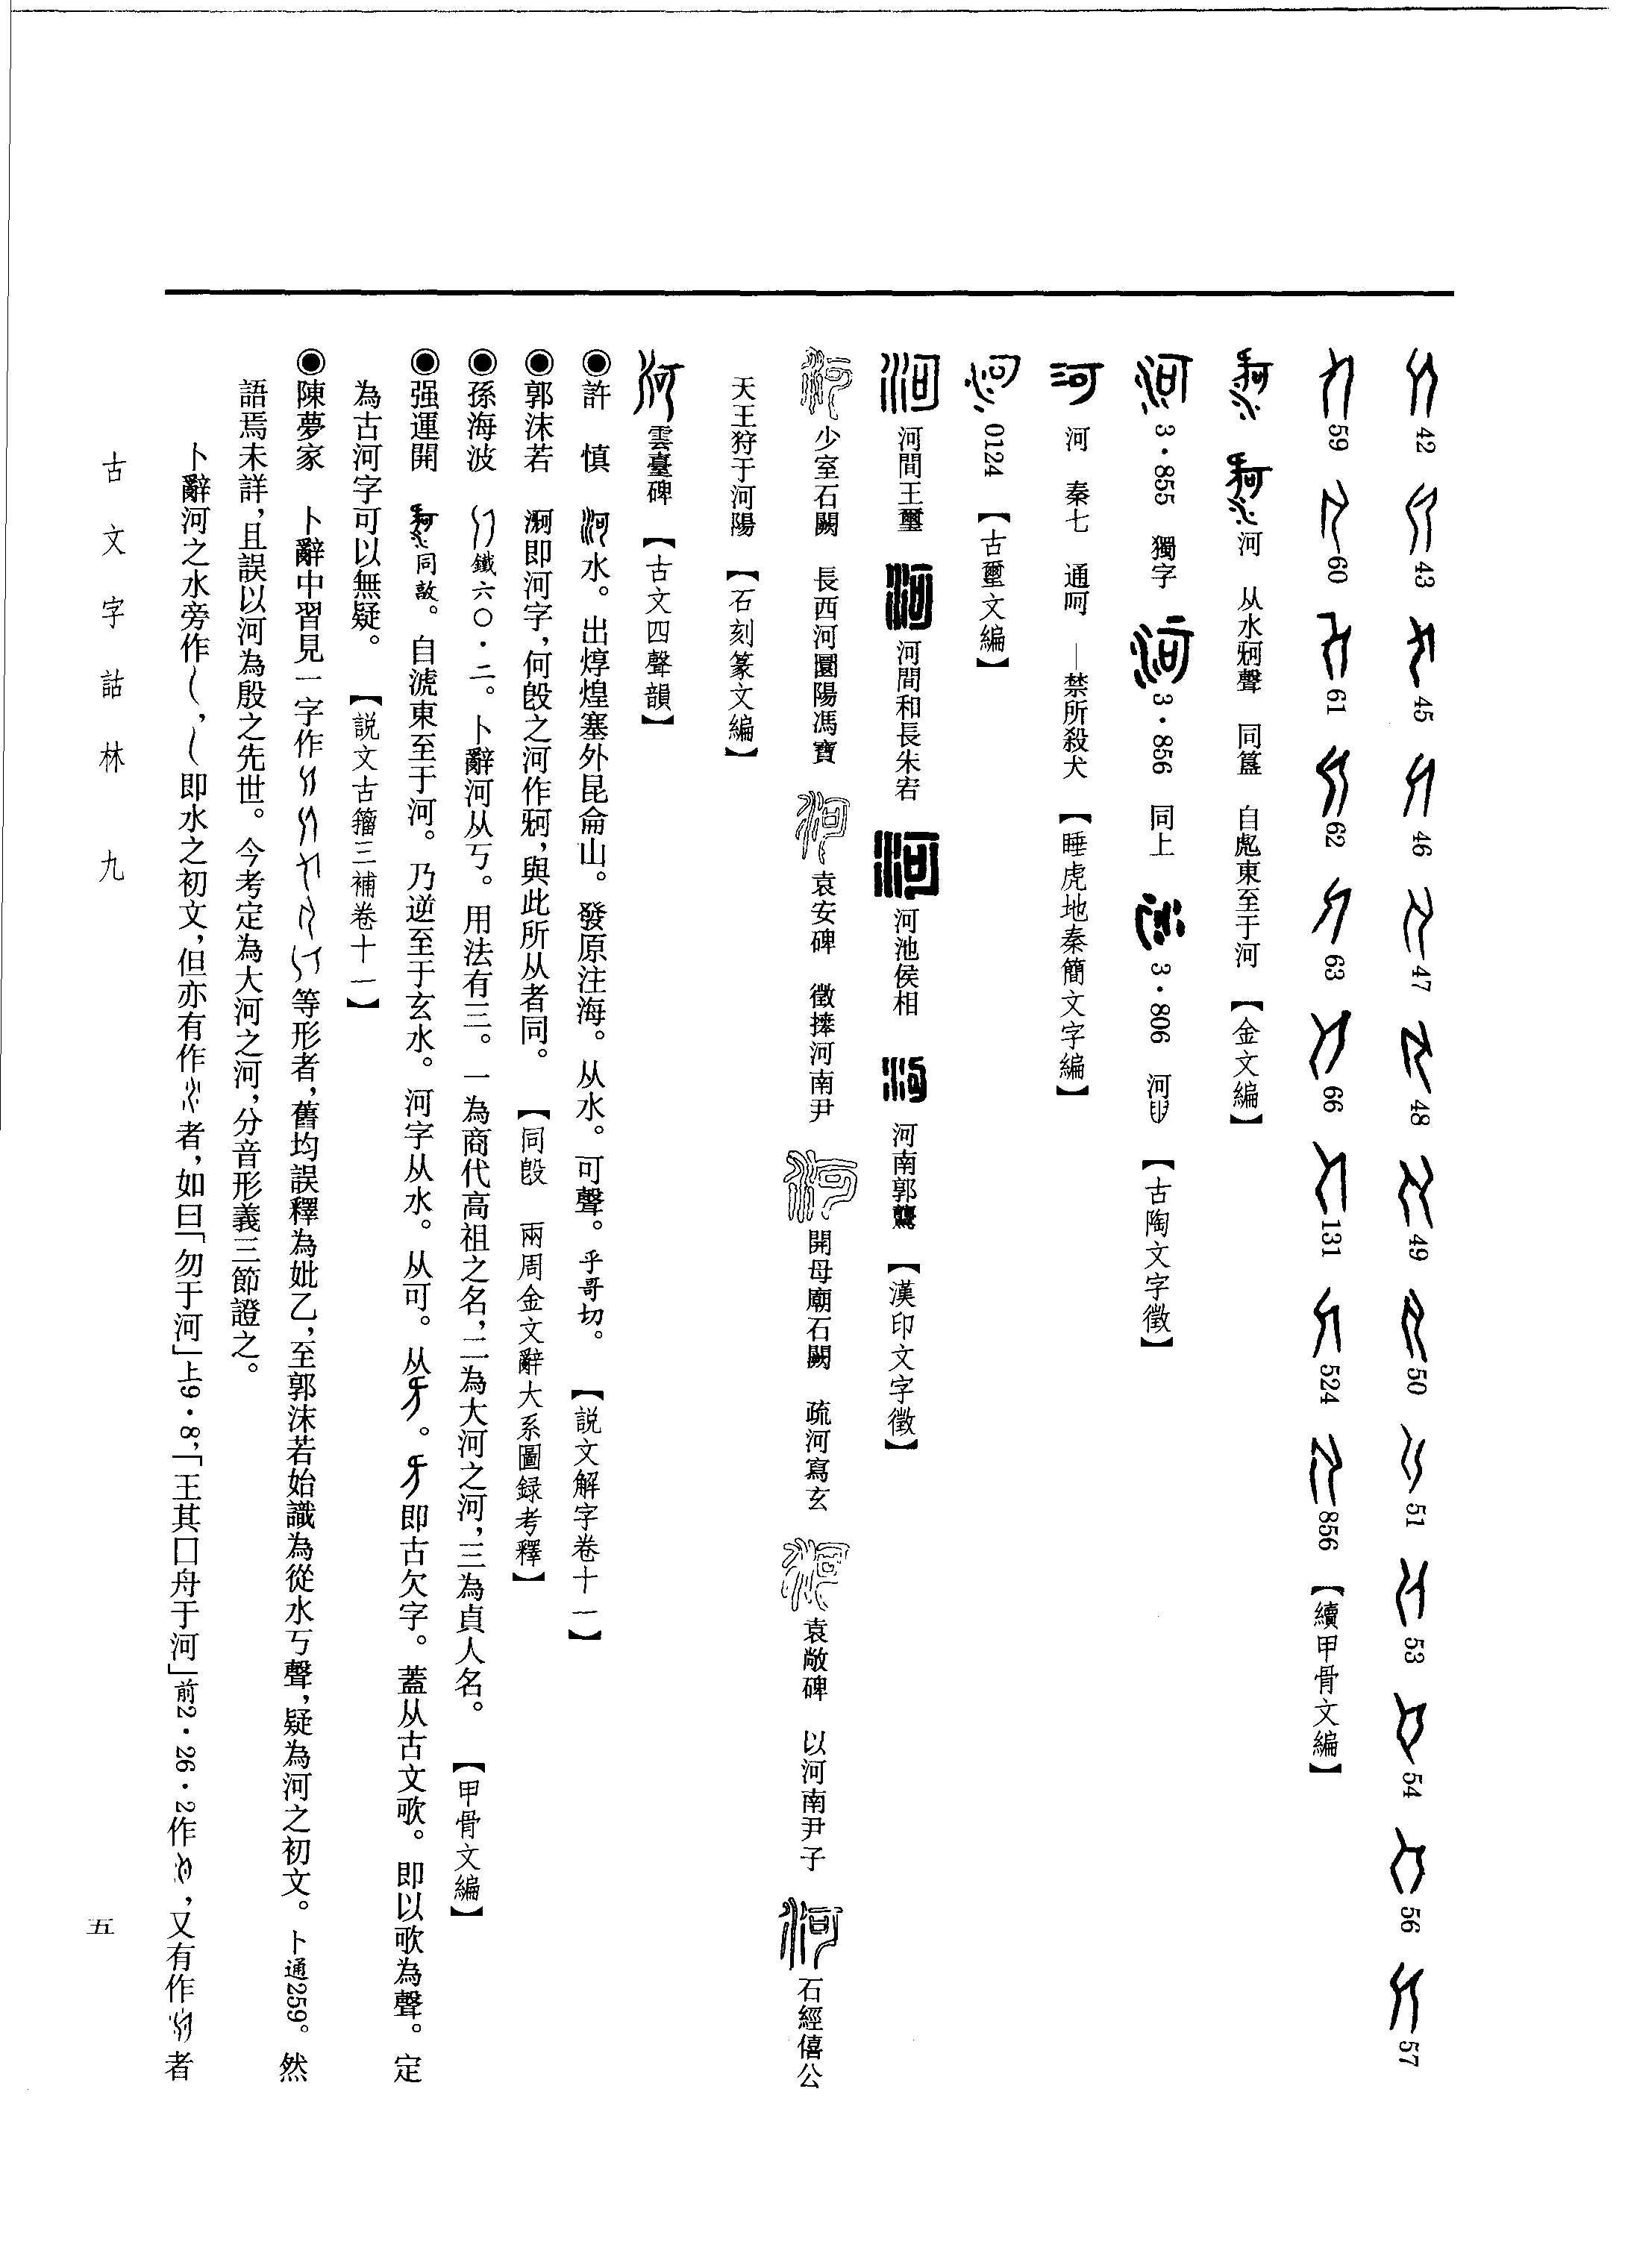 42 43 45 46 47 48 49 50 51 53 54 56 57
59 60 61 62 63 66 131 524 856 【續甲骨文編】
河 从水𣲙聲 同簋 自淲東至于河 【金文編】
3·855 獨字 3·856 同上 3·806 河 【古陶文字徵】
河 秦七 通呵 —禁所殺犬 【睡虎地秦簡文字編】
0124 【古璽文編】
河間王璽 河間和長朱宕 河池侯相 河南郭 【漢印文字徵】
少室石闕 長西河圜陽馮寶 袁安碑 徵捧河南尹 開母廟石闕 疏河寫玄 袁敞碑 以河南尹子 石經僖公
天王狩于河陽 【石刻篆文編】
雲臺碑 【古文四聲韻】
◉許 慎 水。出焞煌塞外昆侖山。發原注海。从水。可聲。乎哥切。 【説文解字卷十一】
◉郭沫若 即河字,何𣪘之河作,與此所从者同。 【同𣪘 兩周金文辭大系圖録考釋】
◉孫海波 鐵六〇·二。卜辭河从丂。用法有三。一為商代高祖之名,二為大河之河,三為貞人名。 【甲骨文編】
◉强運開 同𣪘。自淲東至于河。乃逆至于玄水。河字从水。从可。从。即古欠字。蓋从古文歌。即以歌為聲。定
為古河字可以無疑。 【説文古籀三補卷十一】
◉陳夢家 卜辭中習見一字作等形者,舊均誤釋為妣乙,至郭沫若始識為從水丂聲,疑為河之初文。卜通259。然
語焉未詳,且誤以河為殷之先世。今考定為大河之河,分音形義三節證之。
卜辭河之水旁作,即水之初文,但亦有作者,如曰「勿于河」上9·8,「王其囗舟于河」前2·26·2作,又有作者
古文字詁林 九
五